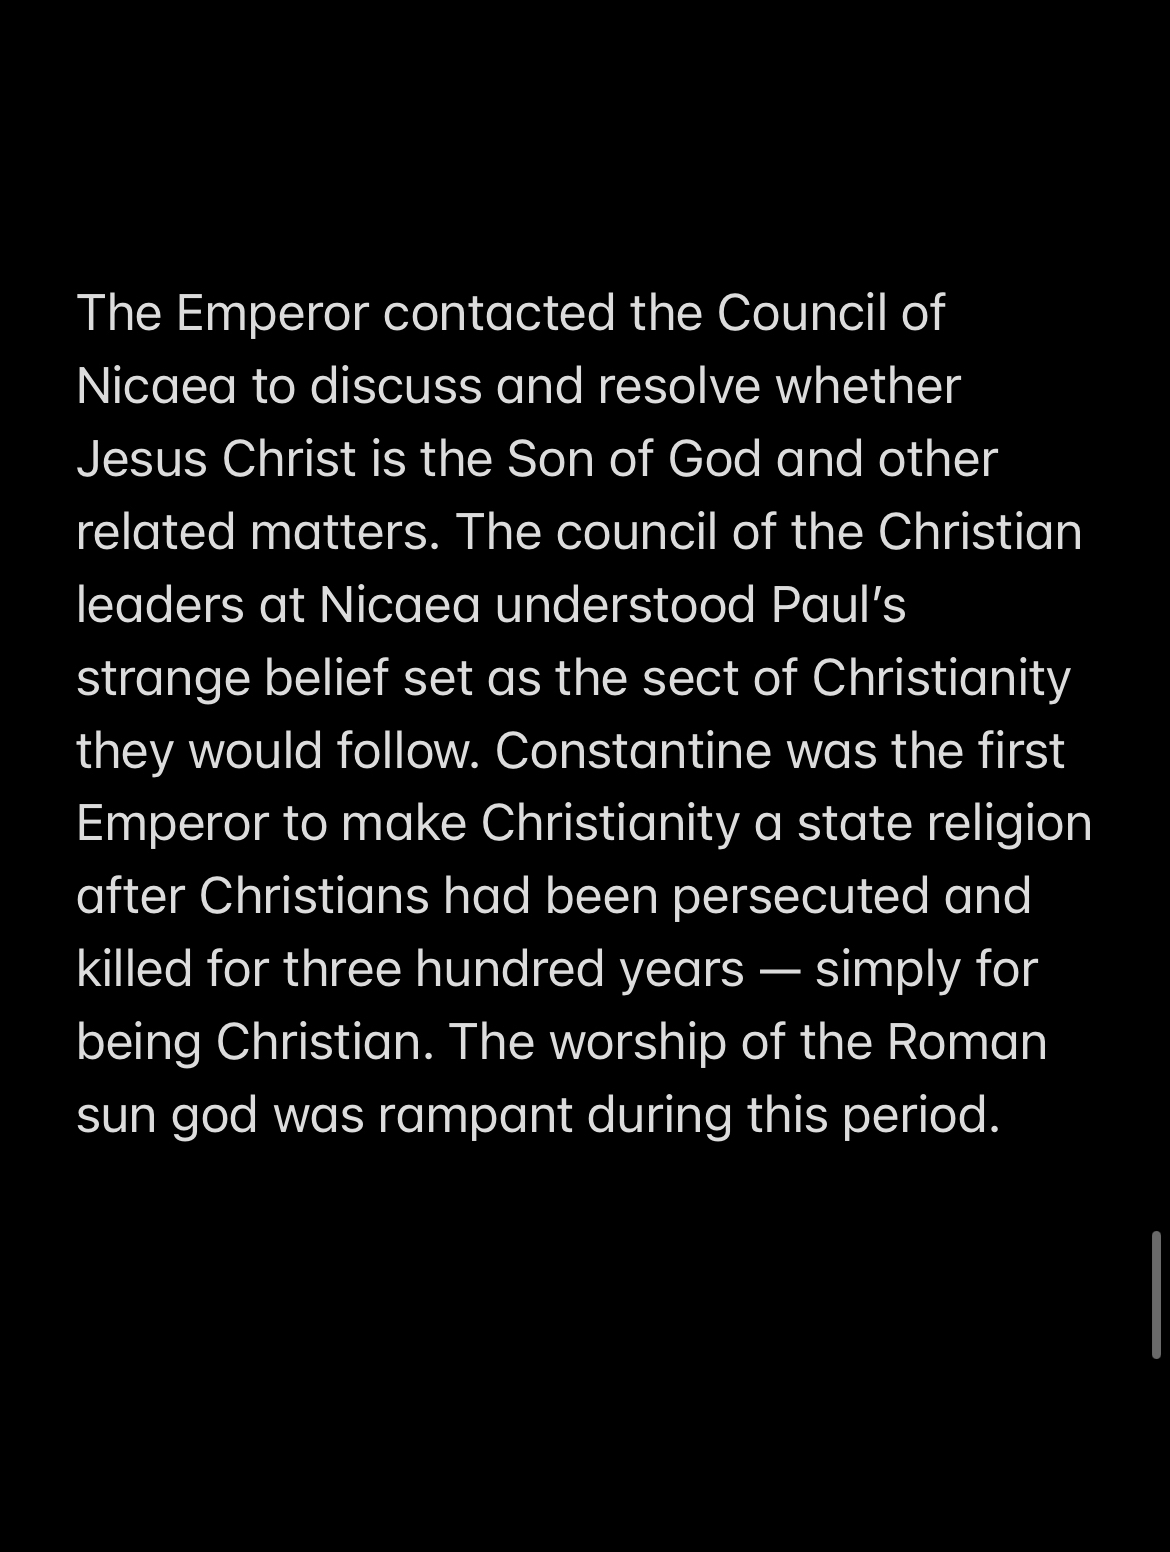 The Emperor contacted the Council of
Nicaea to discuss and resolve whether
Jesus Christ is the Son of God and other
related matters. The council of the Christian
leaders at Nicaea understood Paul’s
strange belief set as the sect of Christianity
they would follow. Constantine was the first
Emperor to make Christianity a state religion
after Christians had been persecuted and
killed for three hundred years — simply for
being Christian. The worship of the Roman
sun god was rampant during this period.